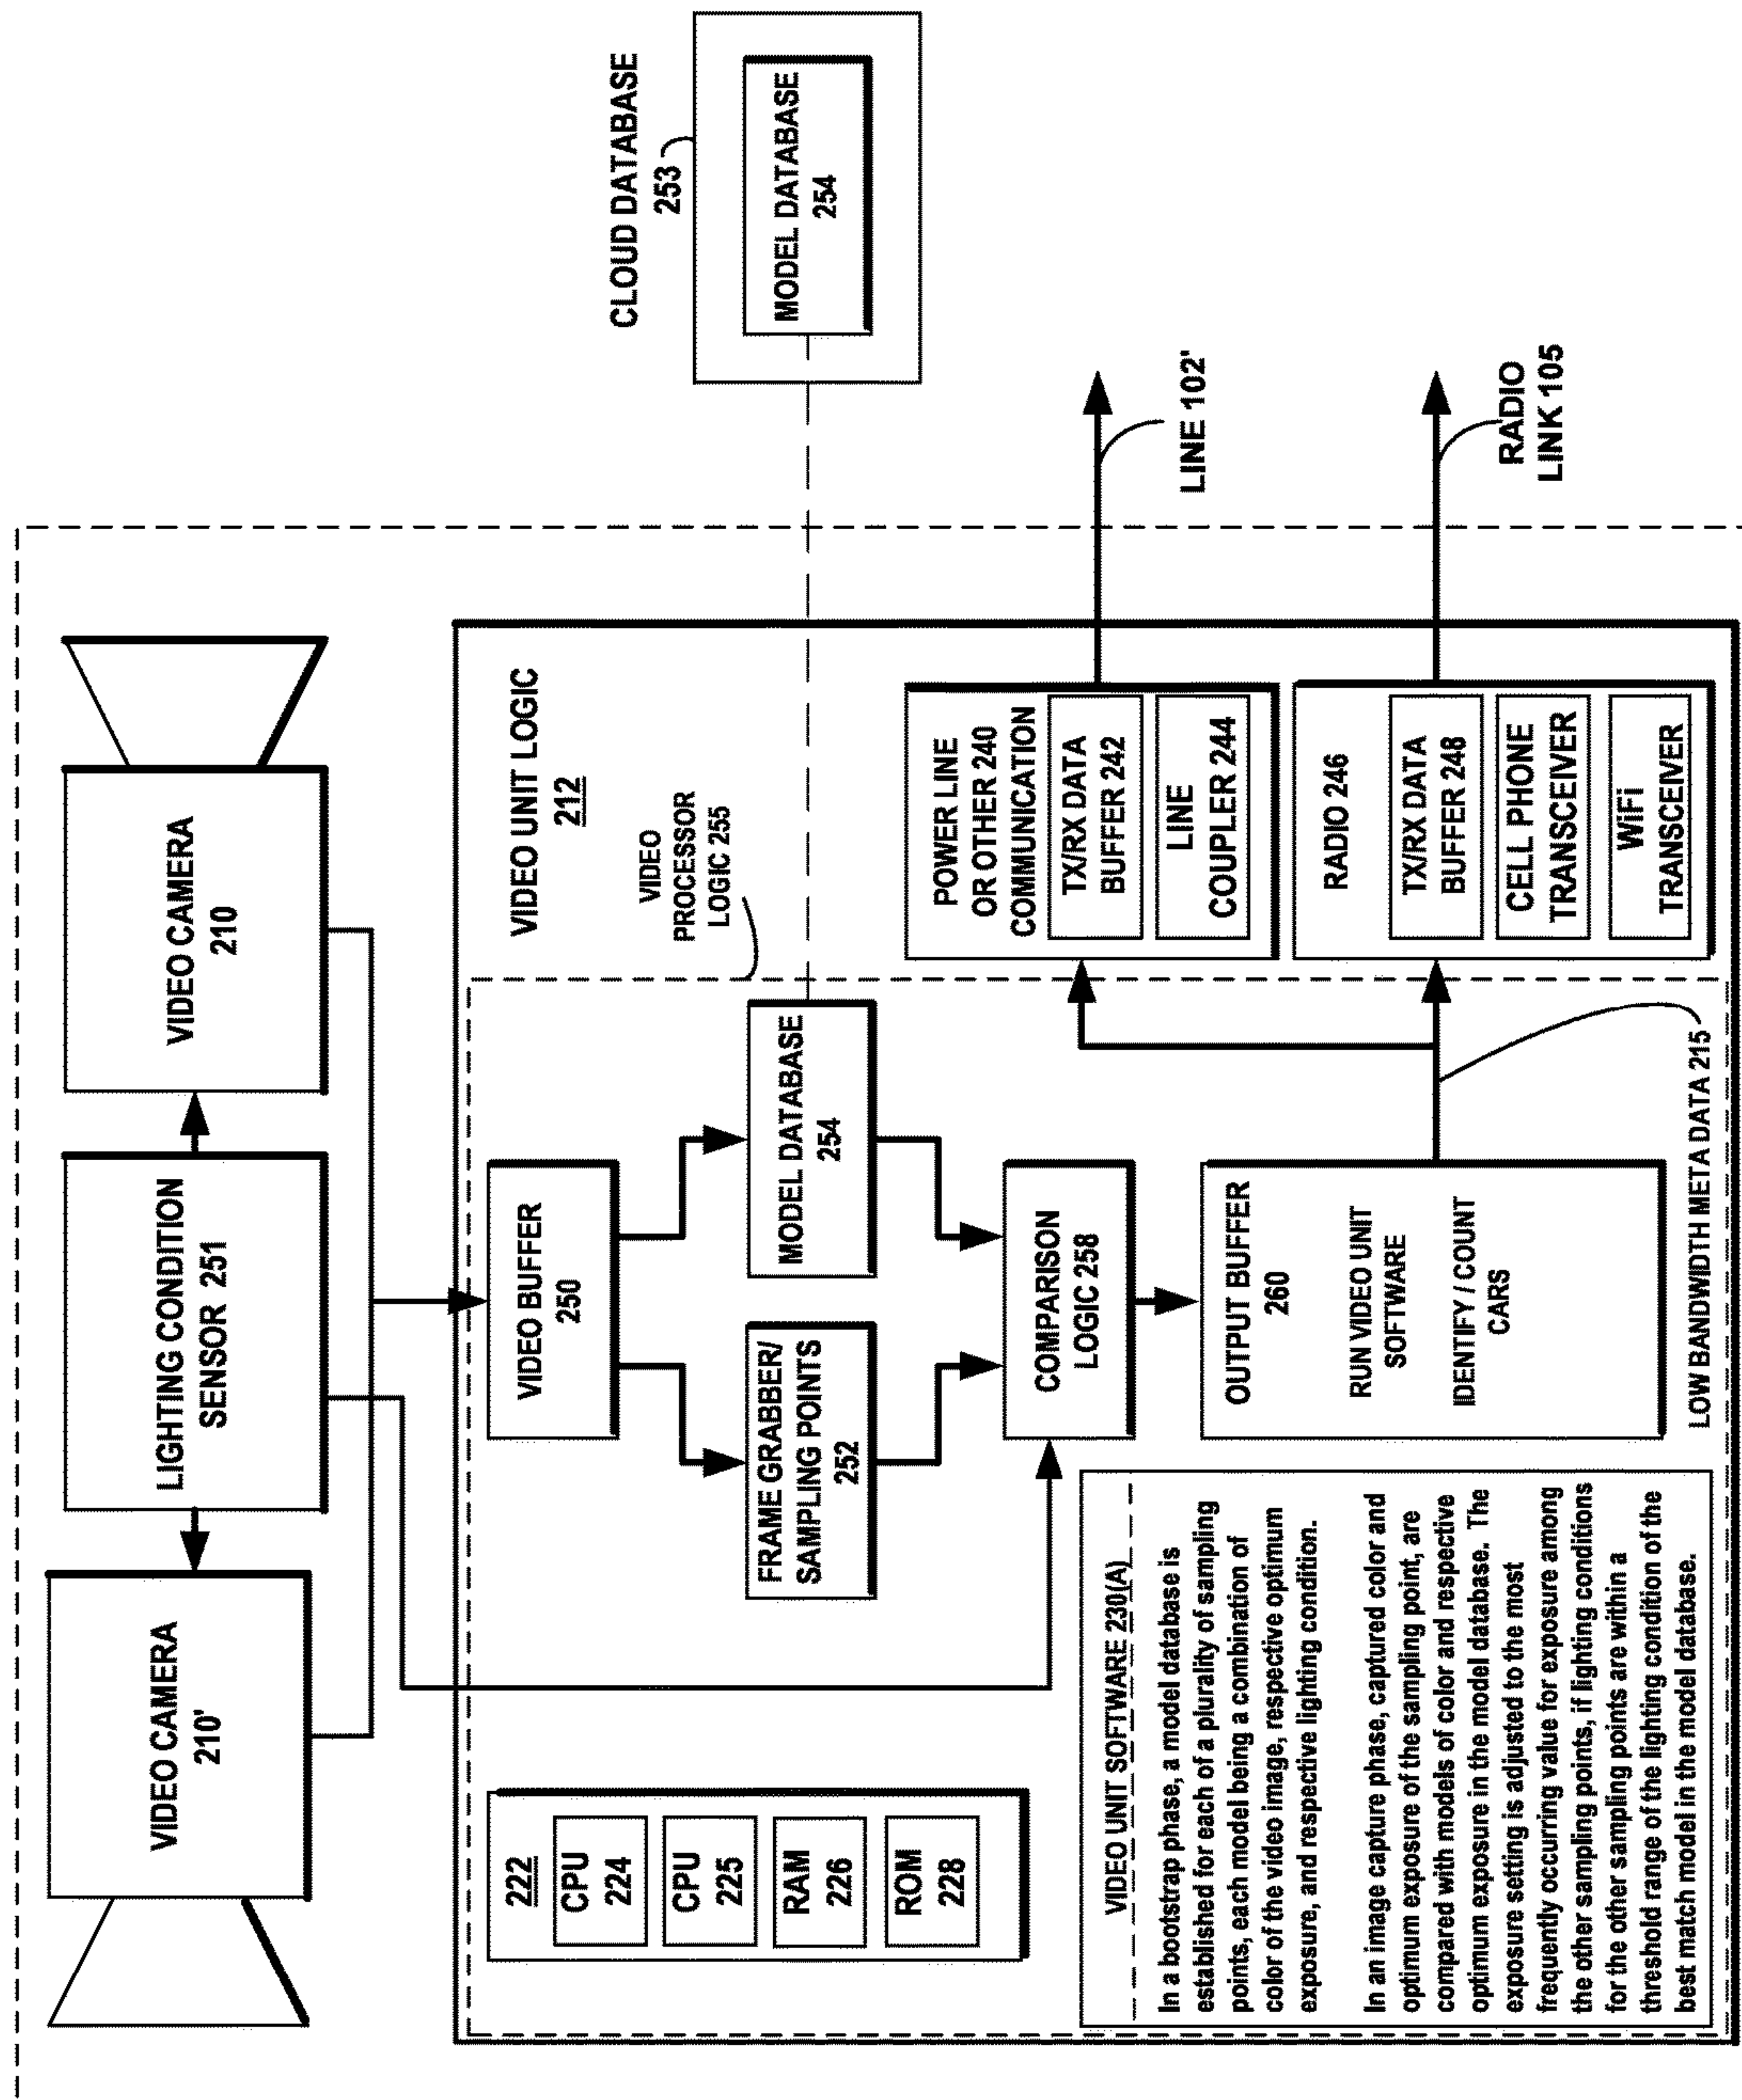 VIDEO CAMERA
210'
LIGHTING CONDITION
SENSOR 251
VIDEO CAMERA
210
VIDEO UNIT LOGIC
212
VIDEO
PROCESSOR
LOGIC 255
222
CPU
224
CPU
225
RAM
226
ROM
228
VIDEO BUFFER
250
FRAME GRABBER/
SAMPLING POINTS
252
MODEL DATABASE
254
CLOUD DATABASE
253
MODEL DATABASE
254
COMPARISON
LOGIC 258
OUTPUT BUFFER
260
RUN VIDEO UNIT
SOFTWARE
IDENTIFY / COUNT
CARS
POWER LINE
OR OTHER 240
COMMUNICATION
TX/RX DATA
BUFFER 242
LINE
COUPLER 244
LINE 102'
RADIO 246
TX/RX DATA
BUFFER 248
CELL PHONE
TRANSCEIVER
WiFi
TRANSCEIVER
RADIO
LINK 105
LOW BANDWIDTH META DATA 215
VIDEO UNIT SOFTWARE 230(A)
In a bootstrap phase, a model database is
established for each of a plurality of sampling
points, each model being a combination of
color of the video image, respective optimum
exposure, and respective lighting condition.
In an image capture phase, captured color and
optimum exposure of the sampling point, are
compared with models of color and respective
optimum exposure in the model database. The
exposure setting is adjusted to the most
frequently occurring value for exposure among
the other sampling points, if lighting conditions
for the other sampling points are within a
threshold range of the lighting condition of the
best match model in the model database.